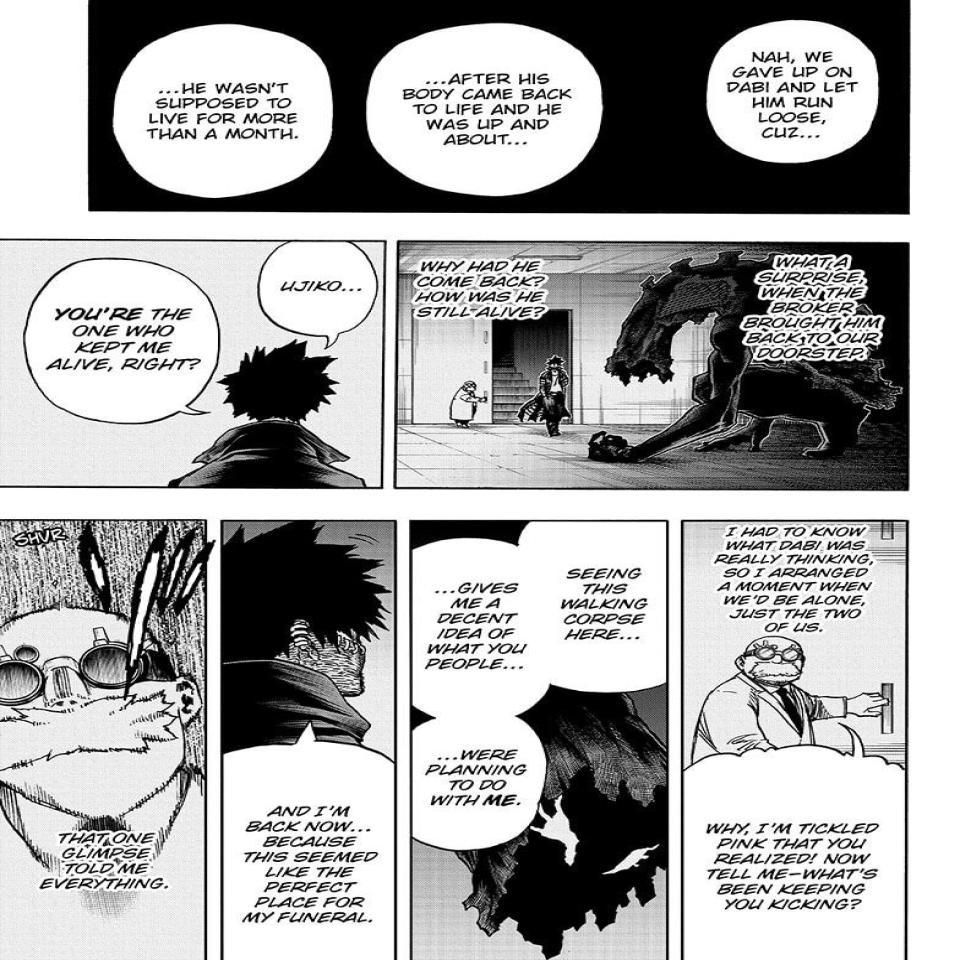 NAH, WE
GAVE UP ON
DABI AND LET
HIM RUN
LOOSE,
CUZ...
...AFTER HIS
BODY CAME BACK
TO LIFE AND HE
WAS UP AND
ABOUT...
...HE WASN'T
SUPPOSED TO
LIVE FOR MORE
THAN A MONTH.
WHAT A
SURPRISE,
WHEN THE
BROKER
BROUGHT HIM
BACK TO OUR
DOORSTEP.
WHY HAD HE
COME BACK?
HOW WAS HE
STILL ALIVE?
UJIKO...
YOU'RE THE
ONE WHO
KEPT ME
ALIVE, RIGHT?
I HAD TO KNOW
WHAT DABI WAS
REALLY THINKING,
SO I ARRANGED
A MOMENT WHEN
WE'D BE ALONE,
JUST THE TWO
OF US.
WHY, I'M TICKLED
PINK THAT YOU
REALIZED! NOW
TELL ME—WHAT'S
BEEN KEEPING
YOU KICKING?
SEEING
THIS
WALKING
CORPSE
HERE...
...GIVES
ME A
DECENT
IDEA OF
WHAT YOU
PEOPLE...
...WERE
PLANNING
TO DO
WITH ME.
AND I'M
BACK NOW...
BECAUSE
THIS SEEMED
LIKE THE
PERFECT
PLACE FOR
MY FUNERAL.
SHVR
THAT ONE
GLIMPSE
TOLD ME
EVERYTHING.